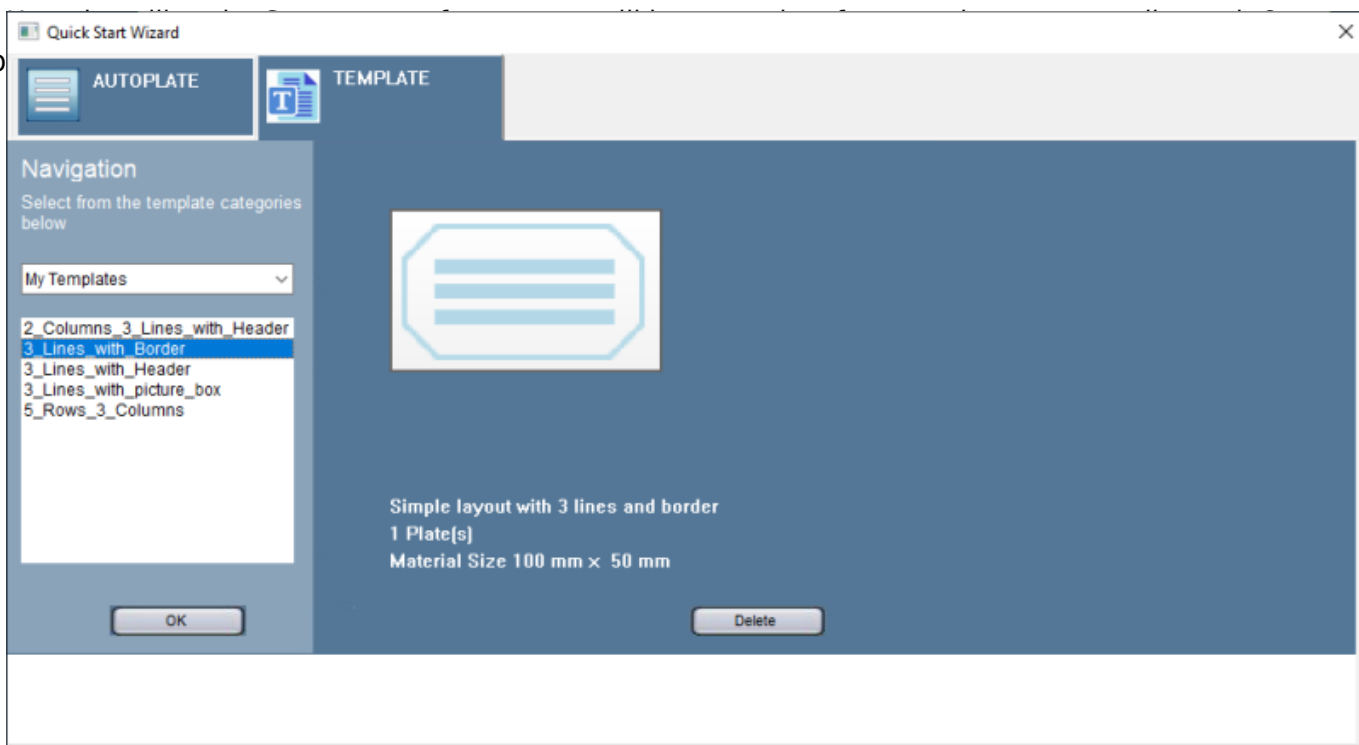 Quick Start Wizard
AUTOPLATE
TEMPLATE
T
Navigation
Select from the template categories
below
My Templates
2_Columns_3_Lines_with_Header
3_Lines_with_Border
3_Lines_with_Header
3_Lines_with_picture_box
5_Rows_3_Columns
Simple layout with 3 lines and border
1 Plate(s)
Material Size 100 mm x 50 mm
OK
Delete